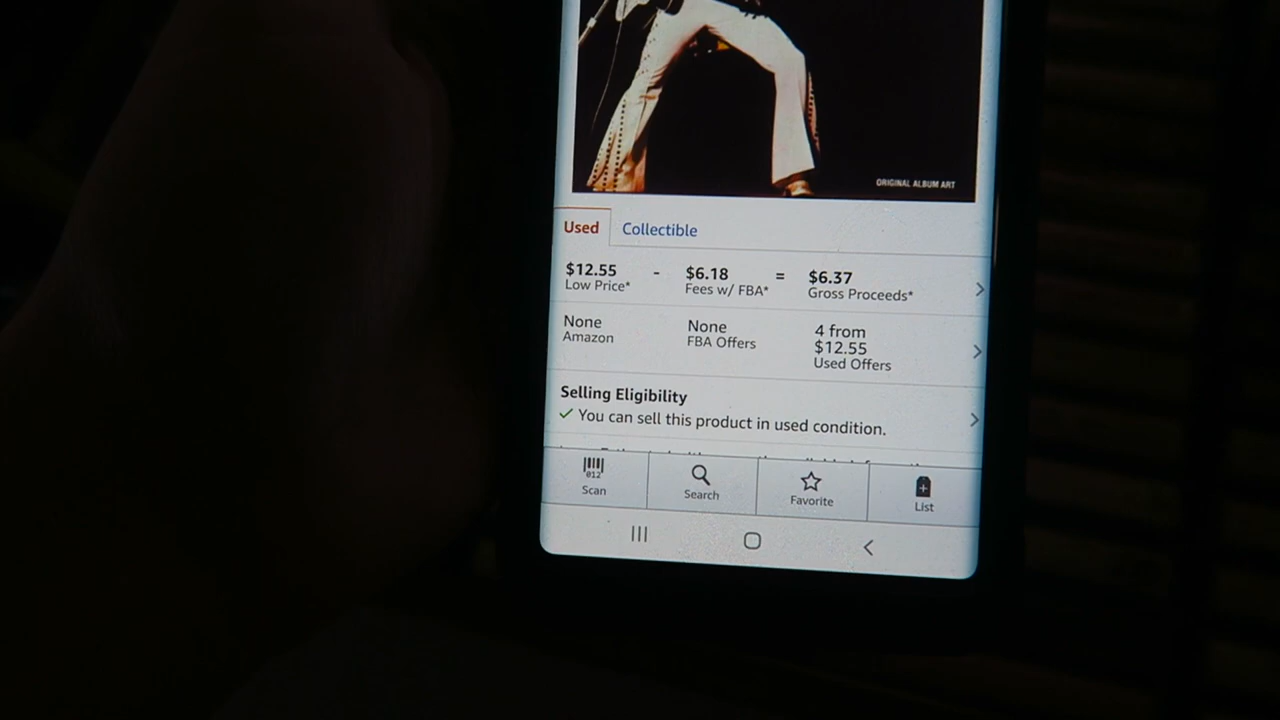 ORIGINAL ALBUM ART
Used Collectible
$12.55 - $6.18 = $6.37
Low Price* Fees w/ FBA* Gross Proceeds*
None None 4 from
Amazon FBA Offers $12.55
Used Offers
Selling Eligibility
✓ You can sell this product in used condition.
012
Scan Search Favorite List